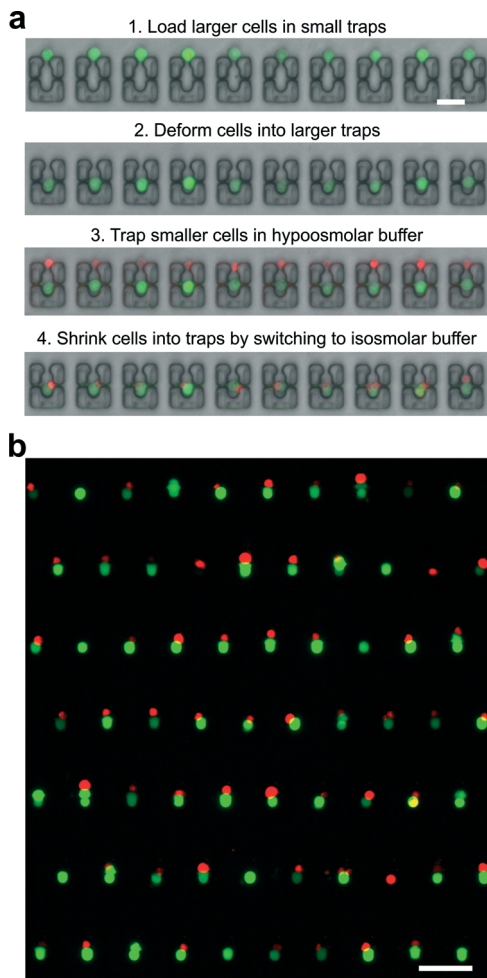 a
1. Load larger cells in small traps
2. Deform cells into larger traps
3. Trap smaller cells in hypoosmolar buffer
4. Shrink cells into traps by switching to isosmolar buffer
b